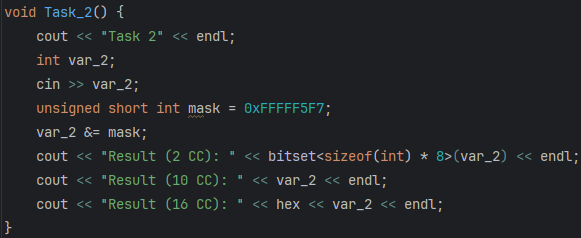 void Task_2() {
    cout << "Task 2" << endl;
    int var_2;
    cin >> var_2;
    unsigned short int mask = 0xFFFFF5F7;
    var_2 &= mask;
    cout << "Result (2 CC): " << bitset<sizeof(int) * 8>(var_2) << endl;
    cout << "Result (10 CC): " << var_2 << endl;
    cout << "Result (16 CC): " << hex << var_2 << endl;
}